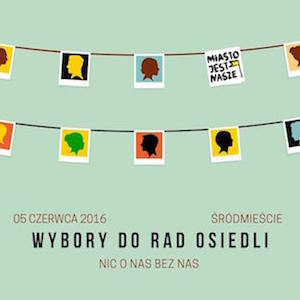 MIASTO
JEST
NASZE
05 CZERWCA 2016 ŚRÓDMIEŚCIE
WYBORY DO RAD OSIEDLI
NIC O NAS BEZ NAS